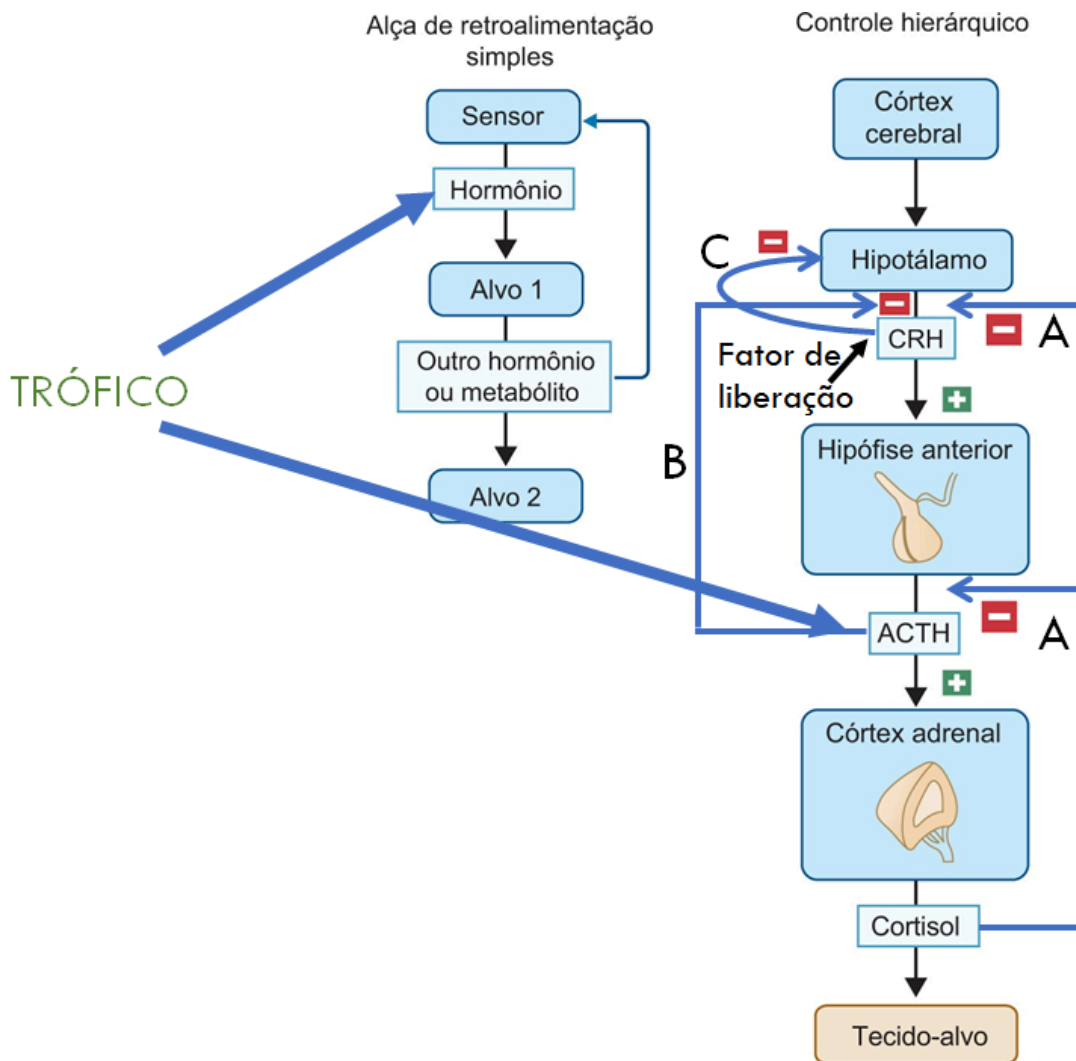 Alça de retroalimentação
simples
Sensor
Hormônio
Alvo 1
Outro hormônio
ou metabólito
Alvo 2
TRÓFICO
Controle hierárquico
Córtex
cerebral
C
Hipotálamo
A
CRH
Fator de
liberação
B
Hipófise anterior
ACTH
A
Córtex adrenal
Cortisol
Tecido-alvo